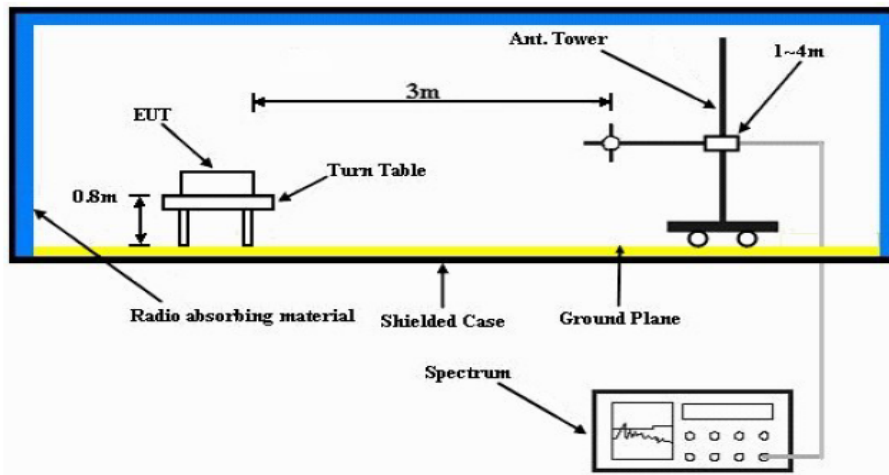 Ant. Tower
1~4m
3m
EUT
Turn Table
0.8m
Radio absorbing material
Shielded Case
Ground Plane
Spectrum